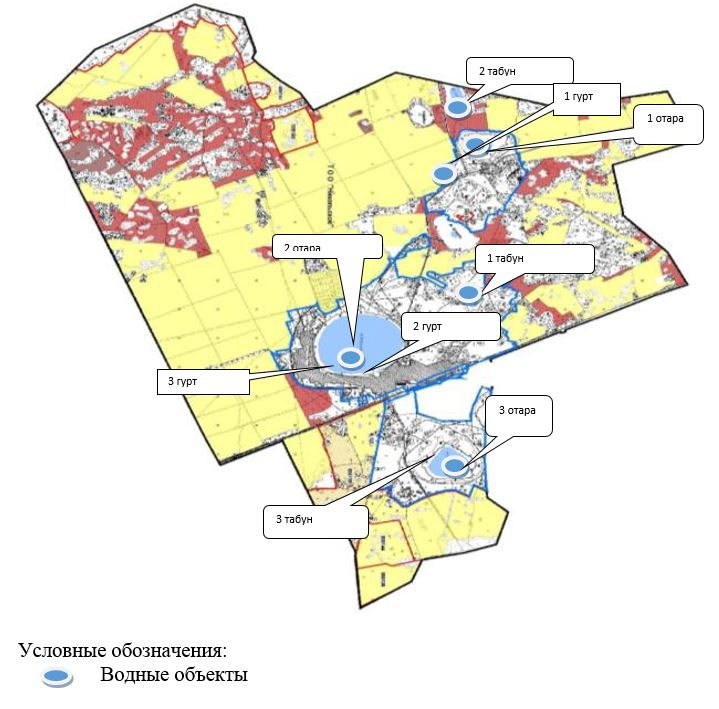 2 табун
1 гурт
1 отара
2 отара
1 табун
2 гурт
3 гурт
3 отара
3 табун
Условные обозначения:
Водные объекты